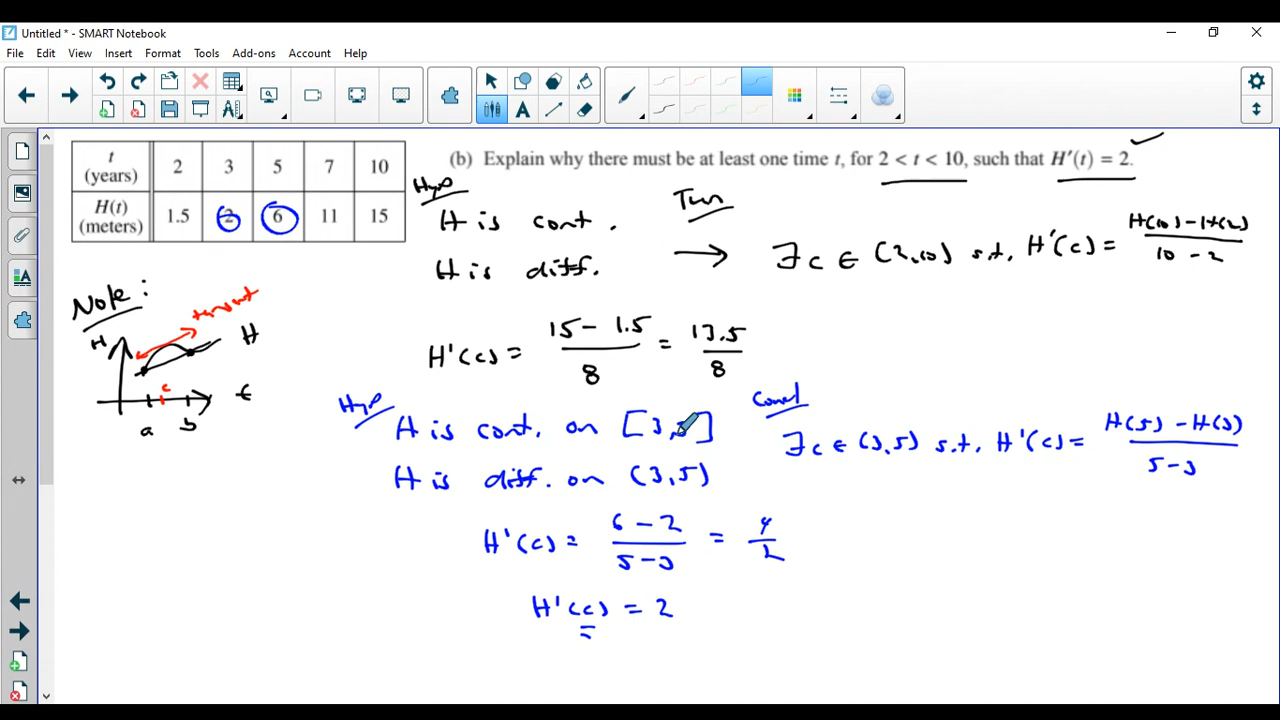 Untitled * - SMART Notebook
File Edit View Insert Format Tools Add-ons Account Help
t (years) 2 3 5 7 10
H(t) (meters) 1.5 2 6 11 15
(b) Explain why there must be at least one time t, for 2 < t < 10, such that H′(t) = 2.
Hyp
H is cont.
H is diff.
Thm
→ ∃c ∈ (2,10) s.t. H'(c) = H(10) - H(2) / 10 - 2
Note:
tangent
H
H
c
t
a b
H'(c) = 15 - 1.5 / 8 = 13.5 / 8
Hyp
H is cont. on [3,5]
H is diff. on (3,5)
Concl
∃c ∈ (3,5) s.t. H'(c) = H(5) - H(3) / 5 - 3
H'(c) = 6 - 2 / 5 - 3 = 4 / 2
H'(c) = 2